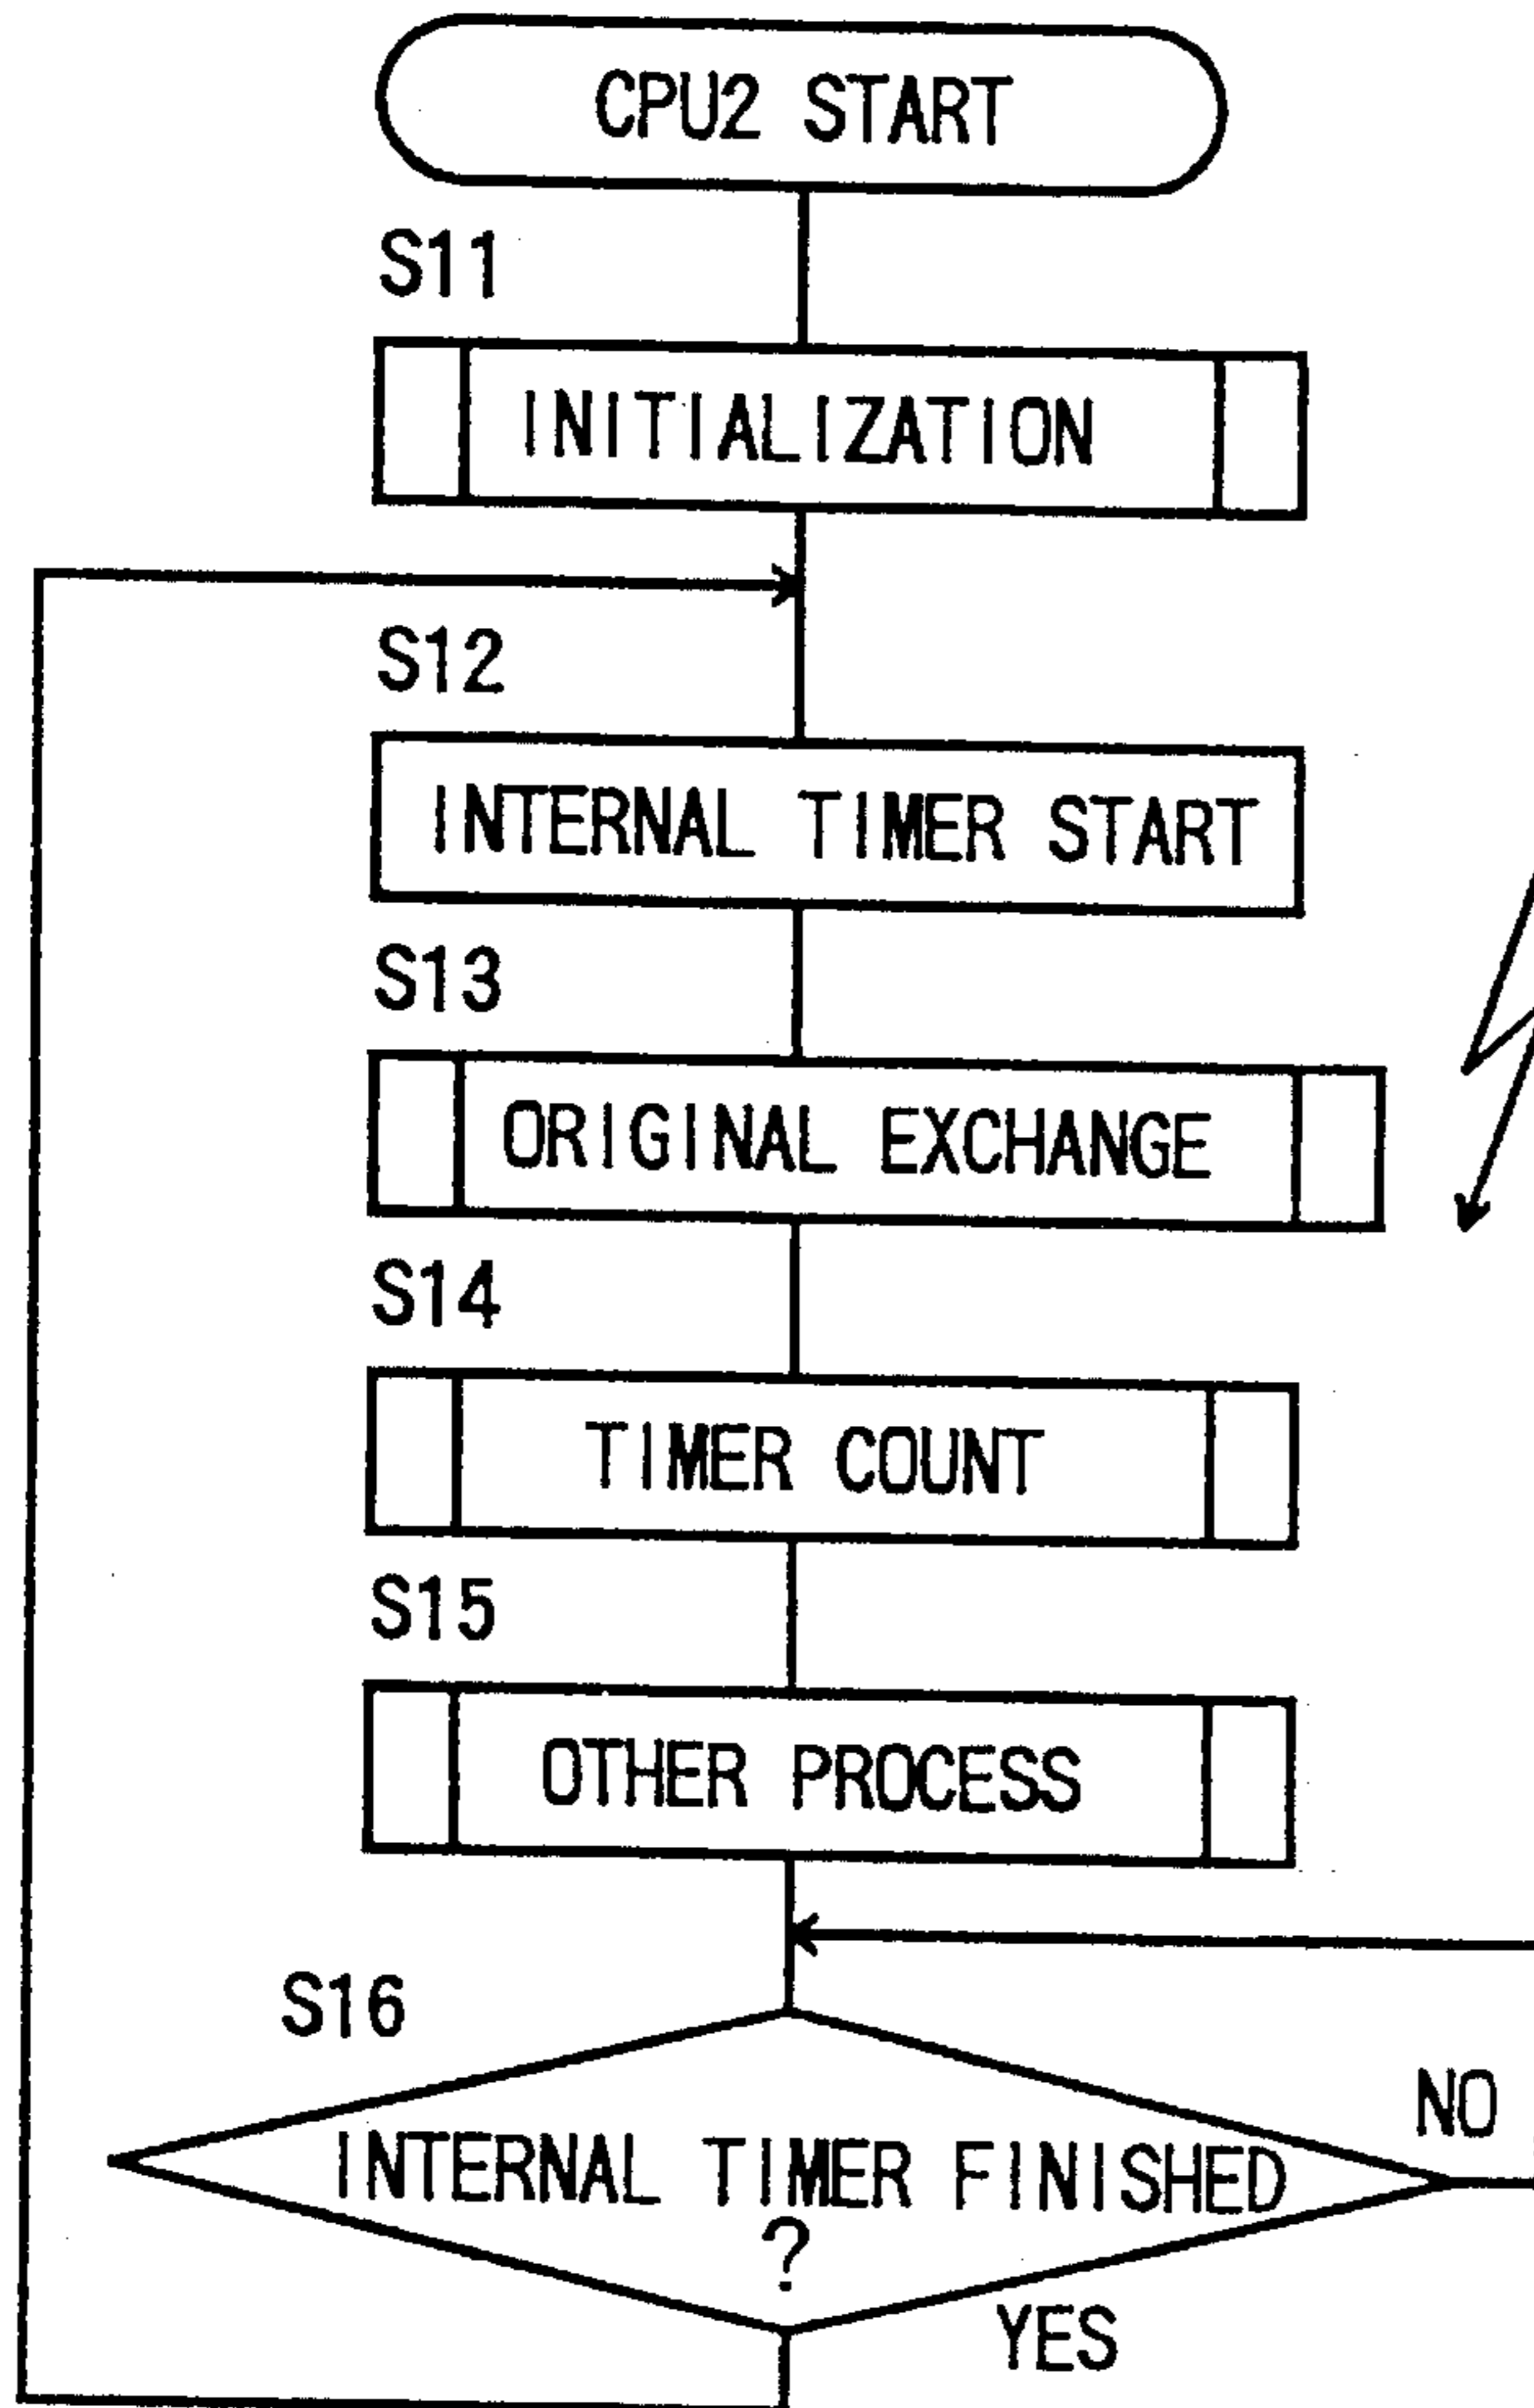 CPU2 START
S11
INITIALIZATION
S12
INTERNAL TIMER START
S13
ORIGINAL EXCHANGE
S14
TIMER COUNT
S15
OTHER PROCESS
S16
NO
INTERNAL TIMER FINISHED
?
YES